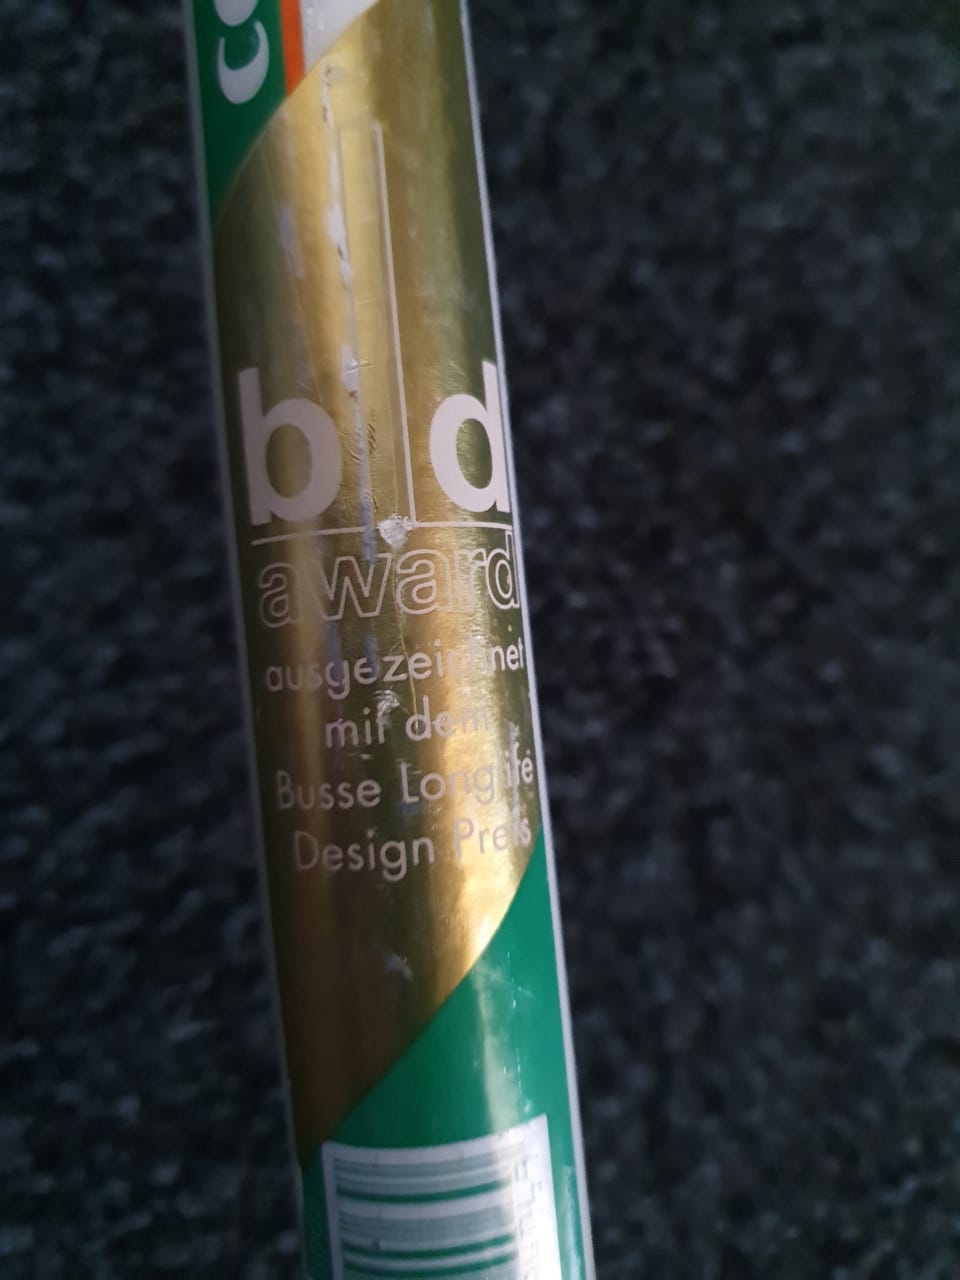 b d
award
ausgezeichnet
mit dem
Busse Longlife
Design Preis